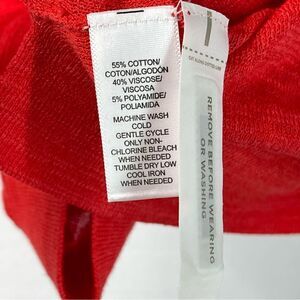 55% COTTON/
COTON/ALGODÓN
40% VISCOSE/
VISCOSA
5% POLYAMIDE/
POLIAMIDA
MACHINE WASH
COLD
GENTLE CYCLE
ONLY NON-
CHLORINE BLEACH
WHEN NEEDED
TUMBLE DRY LOW
COOL IRON
WHEN NEEDED
REMOVE BEFORE WEARING
OR WASHING